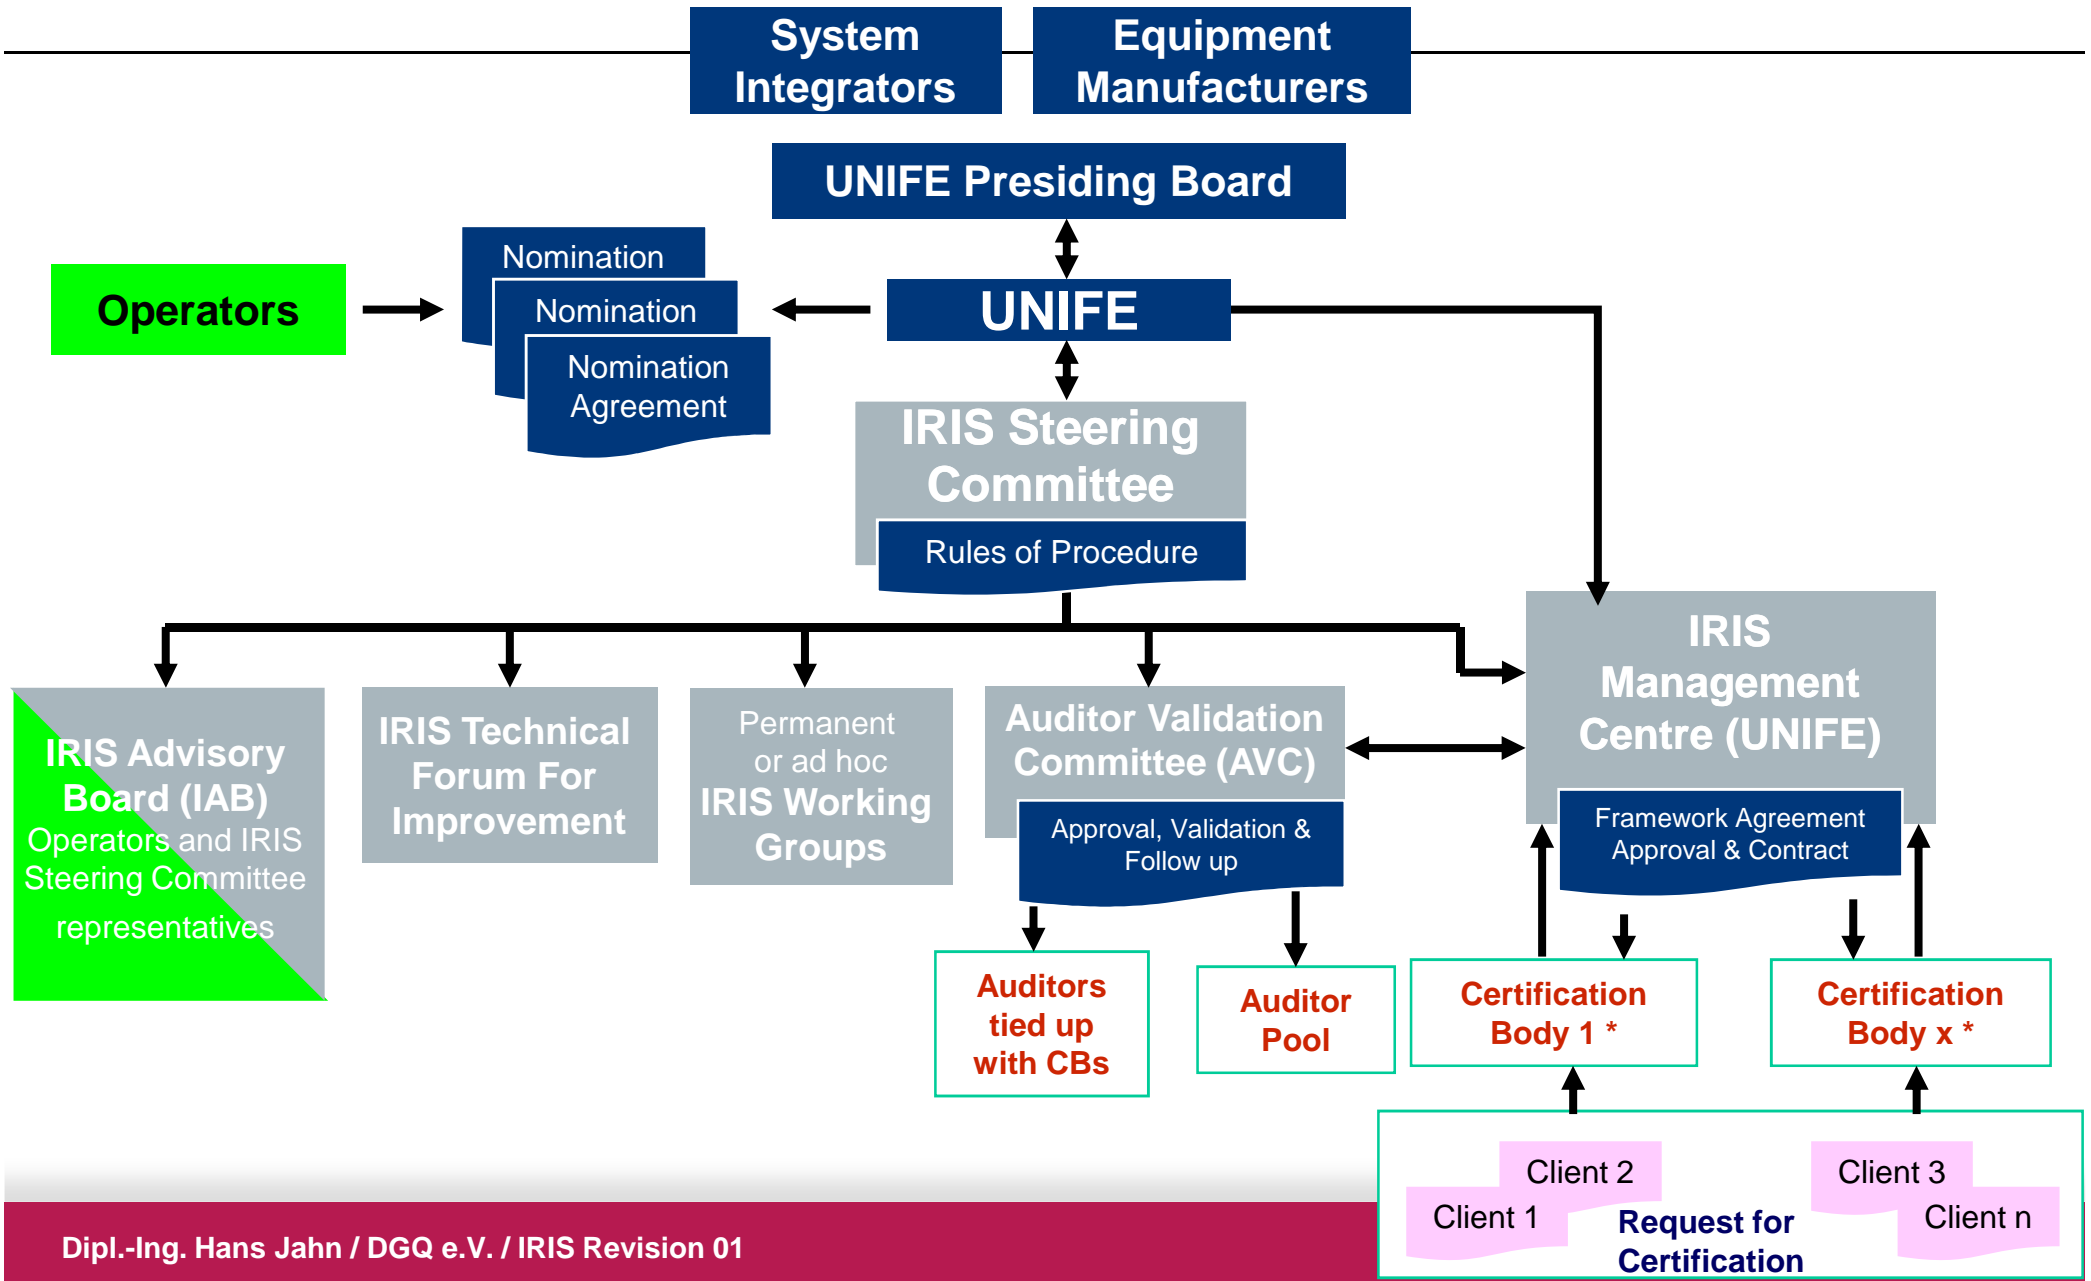 System
Integrators
Equipment
Manufacturers
UNIFE Presiding Board
Operators
Nomination
Nomination
Nomination
Agreement
UNIFE
IRIS Steering
Committee
Rules of Procedure
IRIS Advisory
Board (IAB)
Operators and IRIS
Steering Committee
representatives
IRIS Technical
Forum For
Improvement
Permanent
or ad hoc
IRIS Working
Groups
Auditor Validation
Committee (AVC)
Approval, Validation &
Follow up
IRIS
Management
Centre (UNIFE)
Framework Agreement
Approval & Contract
Auditors
tied up
with CBs
Auditor
Pool
Certification
Body 1 *
Certification
Body x *
Client 2
Client 1
Client 3
Client n
Request for
Certification
Dipl.-Ing. Hans Jahn / DGQ e.V. / IRIS Revision 01